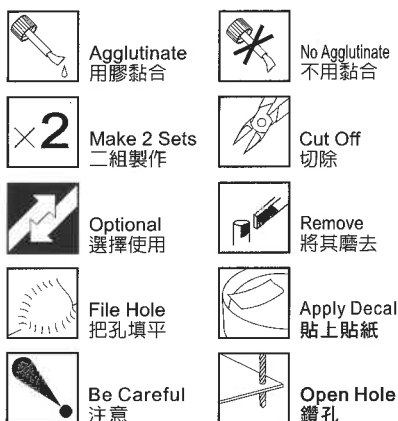 Agglutinate
用膠黏合
No Agglutinate
不用黏合
×2
Make 2 Sets
二組製作
Cut Off
切除
Optional
選擇使用
Remove
將其磨去
File Hole
把孔填平
Apply Decal
貼上貼紙
Be Careful
注意
Open Hole
鑽孔